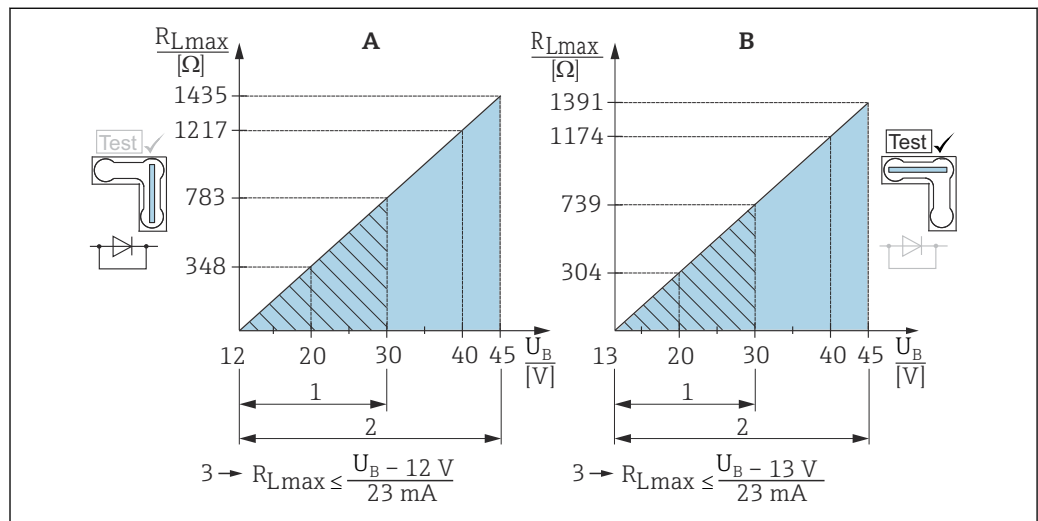 A
R_Lmax
[Ω]
1435
1217
783
348
Test
12 20 30 40 45 U_B
[V]
1
2
3 → R_Lmax ≤ U_B – 12 V
23 mA
B
R_Lmax
[Ω]
1391
1174
739
304
Test
13 20 30 40 45 U_B
[V]
1
2
3 → R_Lmax ≤ U_B – 13 V
23 mA